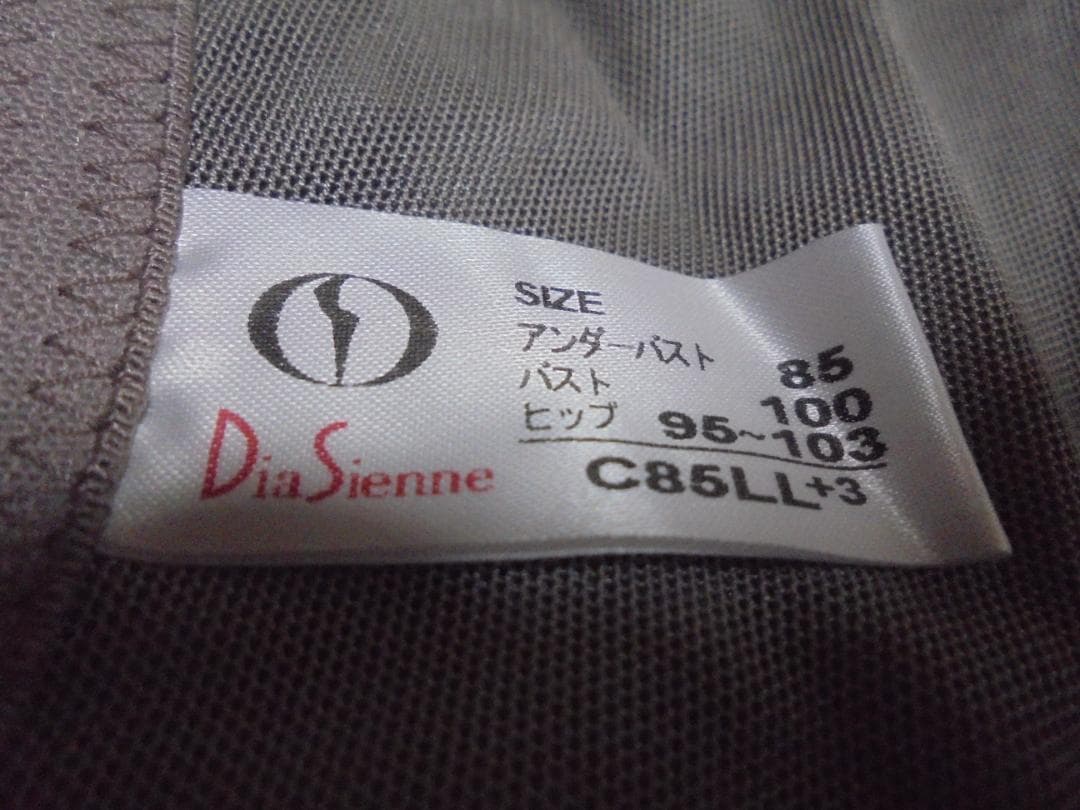 DiaSienne
SIZE
アンダーバスト 85
バスト 100
ヒップ 95~103
C85LL+3